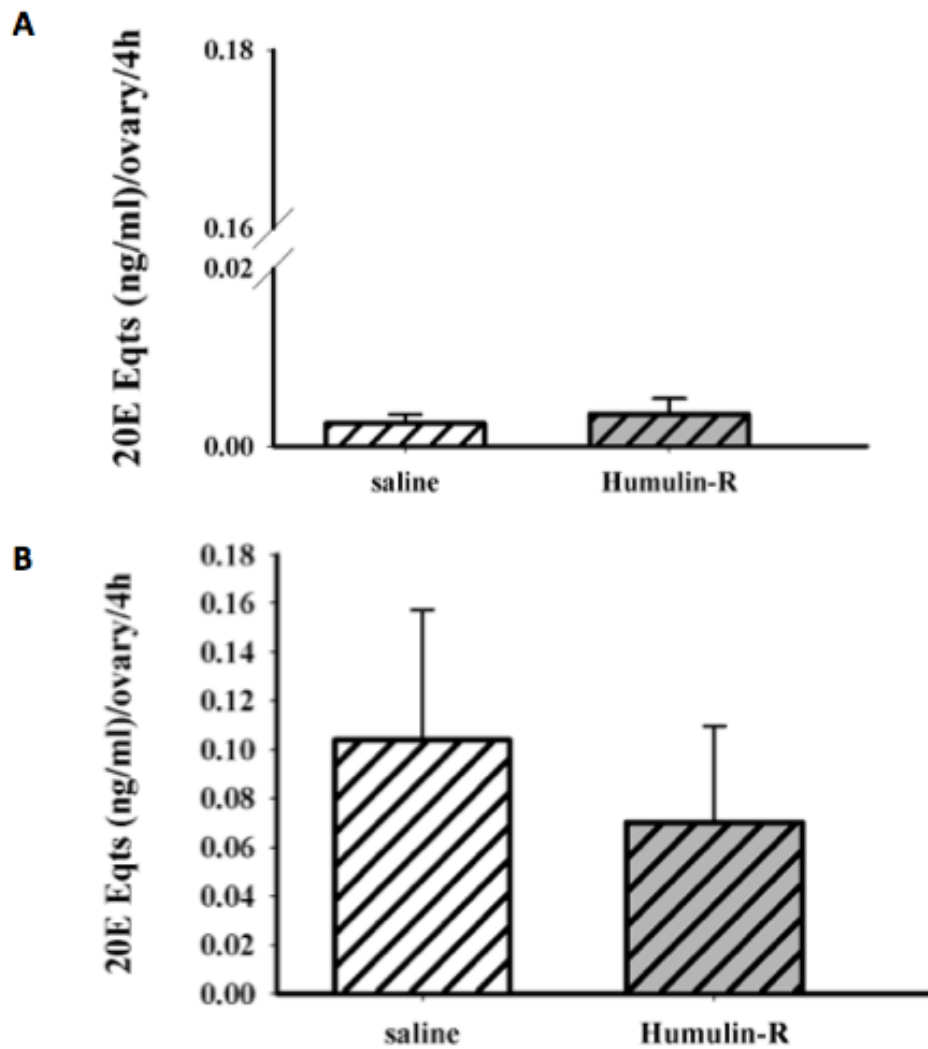 A
20E Eqts (ng/ml)/ovary/4h
0.18
0.16
0.02
0.00
saline Humulin-R
B
20E Eqts (ng/ml)/ovary/4h
0.18
0.16
0.14
0.12
0.10
0.08
0.06
0.04
0.02
0.00
saline Humulin-R